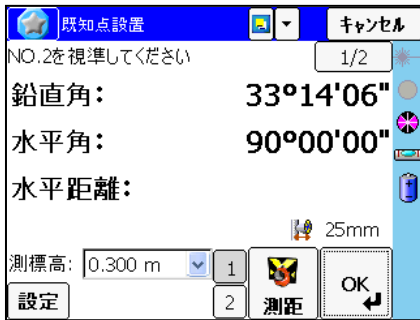 既知点設置 キャンセル
NO.2を視準してください 1/2
鉛直角: 33°14'06"
水平角: 90°00'00"
水平距離:
25mm
測標高: 0.300 m 1
設定 2 測距 OK